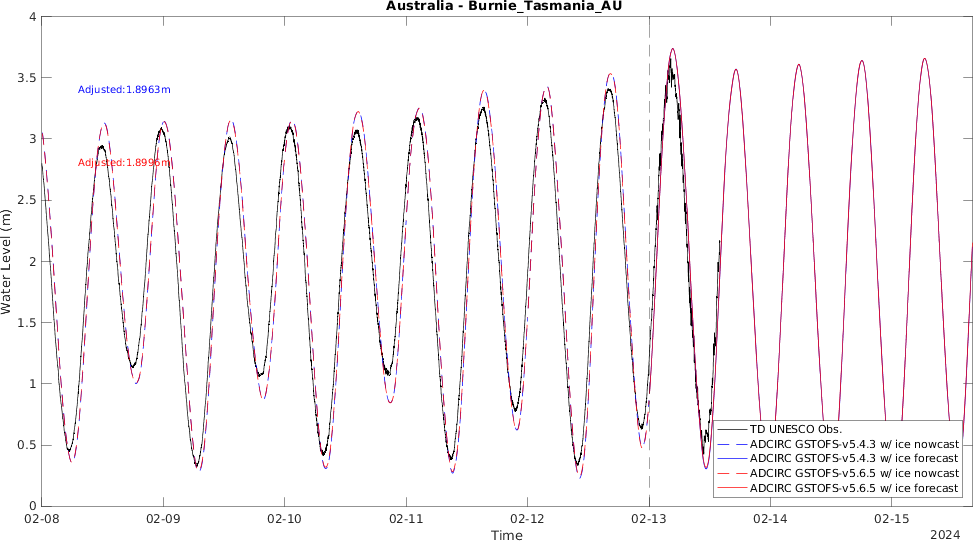 Australia - Burnie_Tasmania_AU
4
3.5
3
2.5
2
1.5
1
0.5
0
Water Level (m)
Adjusted:1.8963m
Adjusted:1.8996m
TD UNESCO Obs.
ADCIRC GSTOFS-v5.4.3 w/ ice nowcast
ADCIRC GSTOFS-v5.4.3 w/ ice forecast
ADCIRC GSTOFS-v5.6.5 w/ ice nowcast
ADCIRC GSTOFS-v5.6.5 w/ ice forecast
02-08 02-09 02-10 02-11 02-12 02-13 02-14 02-15
Time
2024